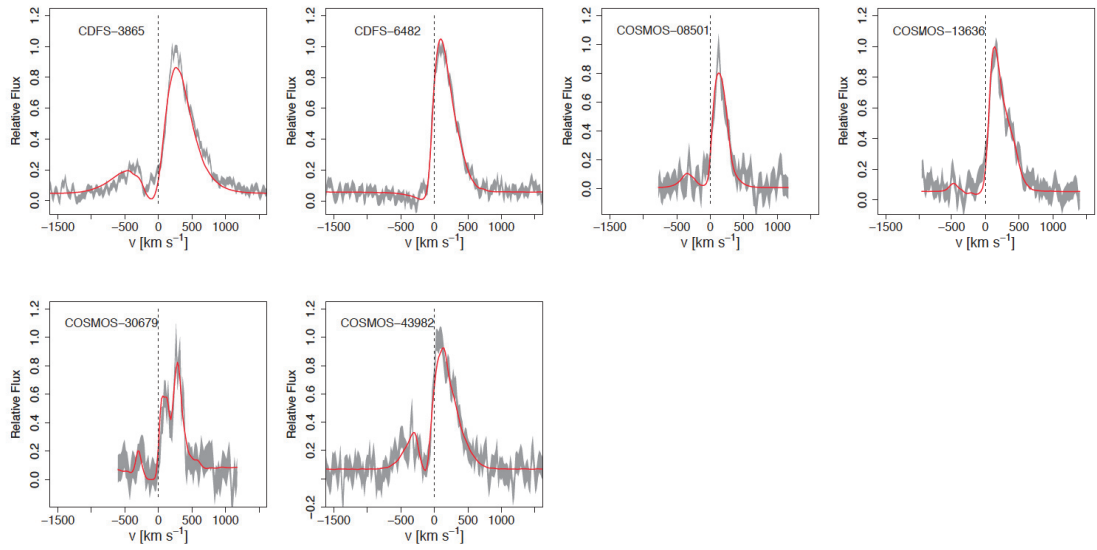 CDFS-3865
Relative Flux
0.0 0.2 0.4 0.6 0.8 1.0 1.2
-1500 -500 0 500 1000
v [km s⁻¹]
CDFS-6482
Relative Flux
0.0 0.2 0.4 0.6 0.8 1.0 1.2
-1500 -500 0 500 1000
v [km s⁻¹]
COSMOS-08501
Relative Flux
0.0 0.2 0.4 0.6 0.8 1.0 1.2
-1500 -500 0 500 1000
v [km s⁻¹]
COSMOS-13636
Relative Flux
0.0 0.2 0.4 0.6 0.8 1.0 1.2
-1500 -500 0 500 1000
v [km s⁻¹]
COSMOS-30679
Relative Flux
0.0 0.2 0.4 0.6 0.8 1.0 1.2
-1500 -500 0 500 1000
v [km s⁻¹]
COSMOS-43982
Relative Flux
-0.2 0.2 0.4 0.6 0.8 1.0 1.2
-1500 -500 0 500 1000
v [km s⁻¹]